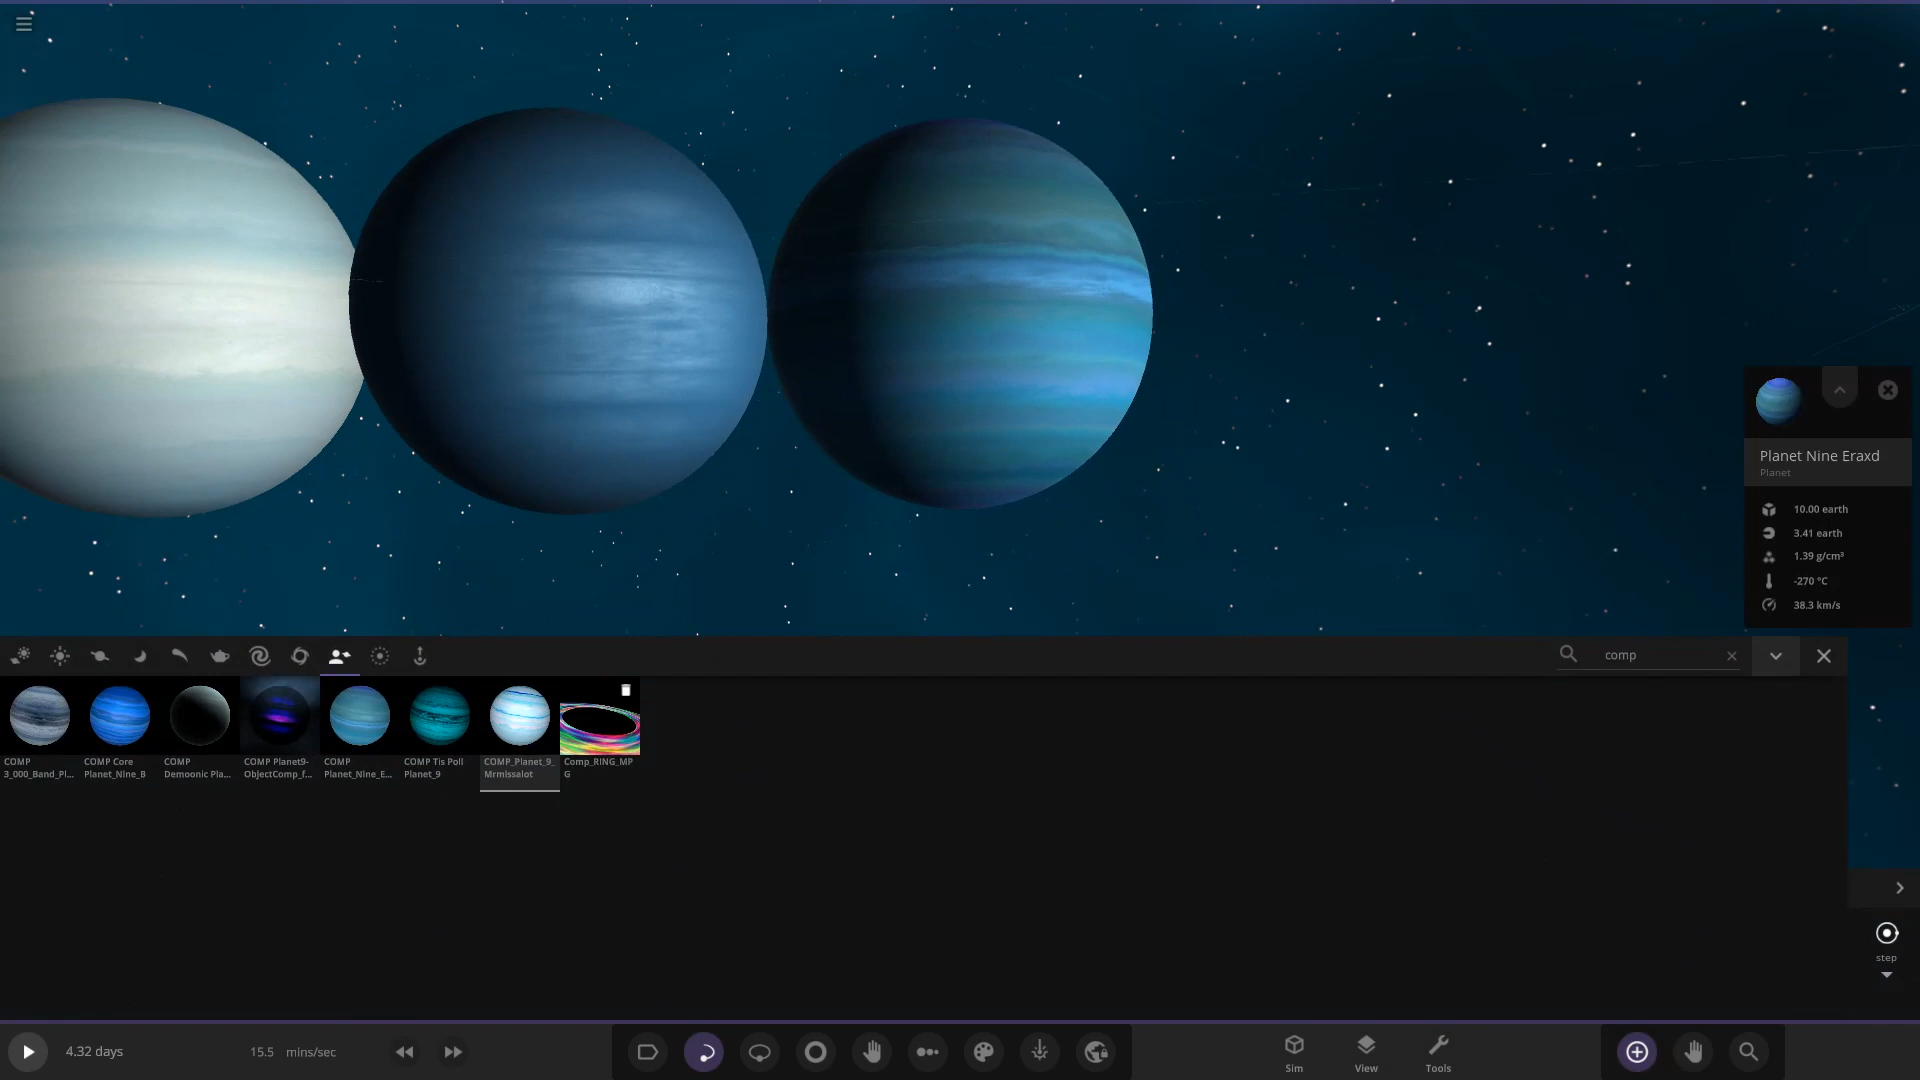 Planet Nine Eraxd
Planet
10.00 earth
3.41 earth
1.39 g/cm³
-270 °C
38.3 km/s
comp
COMP
3_000_Band_Pl...
COMP Core
Planet_Nine_B
COMP
Demoonic Pla...
COMP Planet9-
ObjectComp_f...
COMP
Planet_Nine_E...
COMP Tis Poll
Planet_9
COMP_Planet_9_
Mrmissalot
Comp_RING_MP
G
step
4.32 days
15.5 mins/sec
Sim
View
Tools